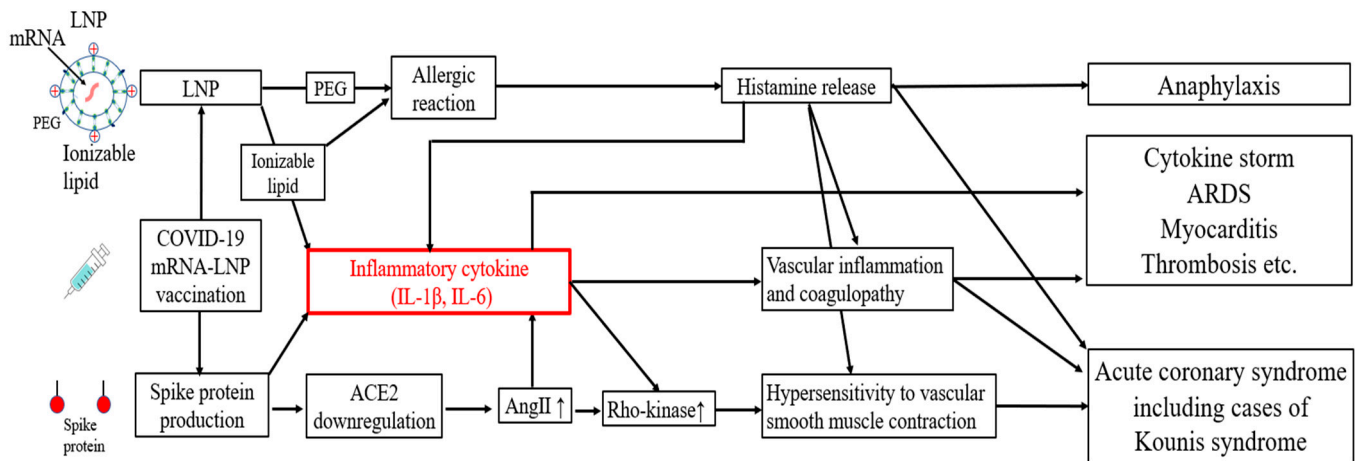 LNP
mRNA
PEG
Ionizable
lipid
LNP
PEG
Allergic
reaction
Histamine release
Anaphylaxis
Ionizable
lipid
Cytokine storm
ARDS
Myocarditis
Thrombosis etc.
COVID-19
mRNA-LNP
vaccination
Inflammatory cytokine
(IL-1β, IL-6)
Vascular inflammation
and coagulopathy
Spike
protein
Spike protein
production
ACE2
downregulation
AngII ↑
Rho-kinase↑
Hypersensitivity to vascular
smooth muscle contraction
Acute coronary syndrome
including cases of
Kounis syndrome